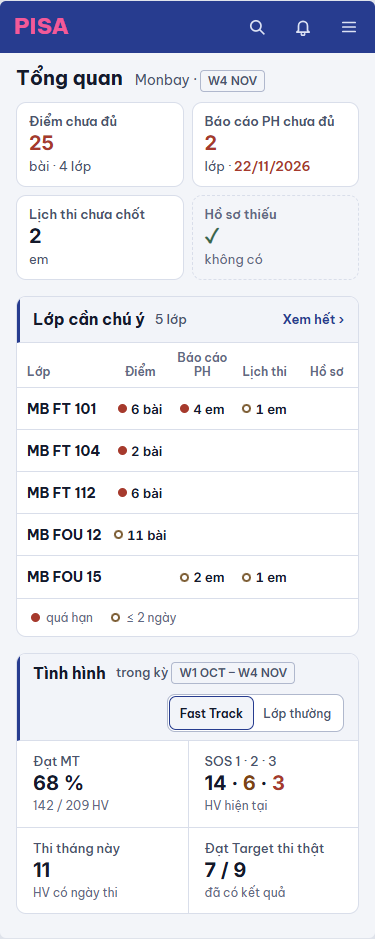 PISA
Tổng quan Monbay · W4 NOV
Điểm chưa đủ
25
bài · 4 lớp
Báo cáo PH chưa đủ
2
lớp · 22/11/2026
Lịch thi chưa chốt
2
em
Hồ sơ thiếu
✓
không có
Lớp cần chú ý 5 lớp Xem hết ›
Lớp Điểm Báo cáo PH Lịch thi Hồ sơ
MB FT 101 ● 6 bài ● 4 em ○ 1 em
MB FT 104 ● 2 bài
MB FT 112 ● 6 bài
MB FOU 12 ○ 11 bài
MB FOU 15 ○ 2 em ○ 1 em
● quá hạn ○ ≤ 2 ngày
Tình hình trong kỳ W1 OCT – W4 NOV
Fast Track Lớp thường
Đạt MT
68 %
142 / 209 HV
SOS 1 · 2 · 3
14 · 6 · 3
HV hiện tại
Thi tháng này
11
HV có ngày thi
Đạt Target thi thật
7 / 9
đã có kết quả